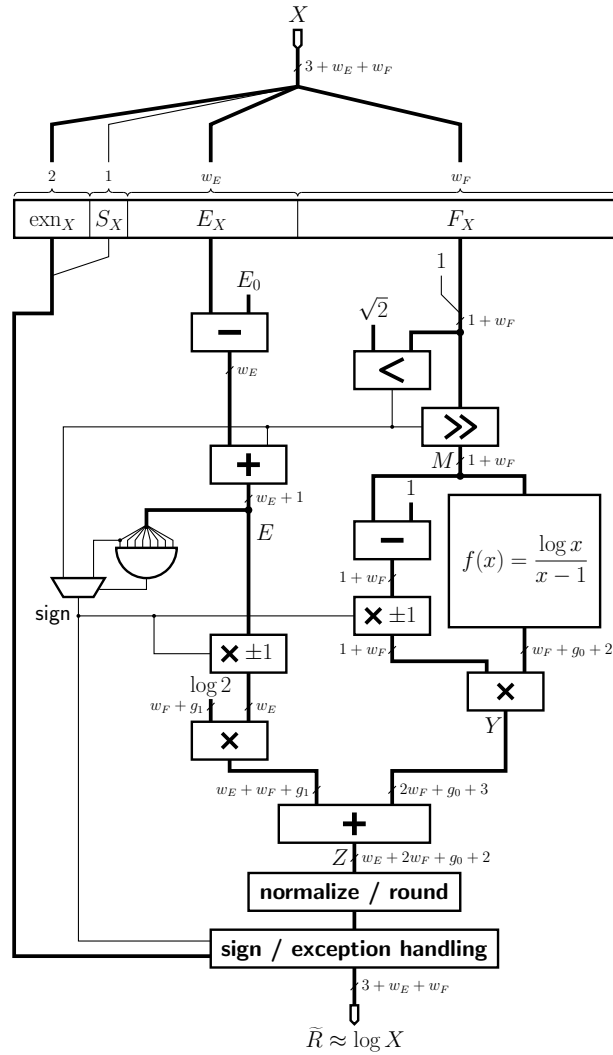 X
3 + w_E + w_F
2 1 w_E w_F
exn_X S_X E_X F_X
E_0 1
− √2 1 + w_F
w_E <
>>
+ M 1 + w_F
w_E + 1 1
E − f(x) = log x / x − 1
1 + w_F
sign × ±1
× ±1 1 + w_F w_F + g_0 + 2
log 2 ×
w_F + g_1 w_E Y
×
w_E + w_F + g_1 2w_F + g_0 + 3
+
Z w_E + 2w_F + g_0 + 2
normalize / round
sign / exception handling
3 + w_E + w_F
R̃ ≈ log X